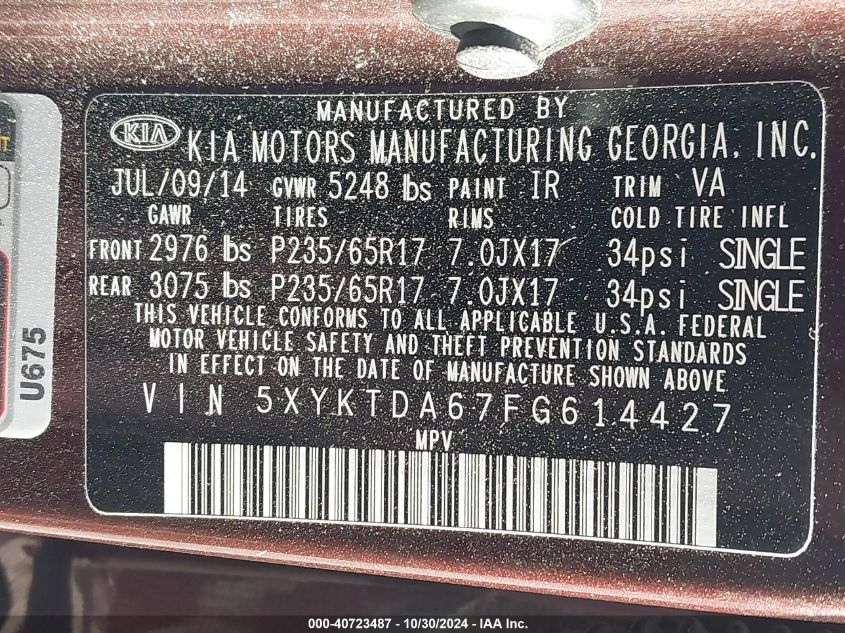 MANUFACTURED BY
KIA KIA MOTORS MANUFACTURING GEORGIA, INC.
JUL/09/14 GVWR 5248 lbs PAINT IR TRIM VA
GAWR TIRES RIMS COLD TIRE INFL
FRONT 2976 lbs P235/65R17 7.0JX17 34psi SINGLE
REAR 3075 lbs P235/65R17 7.0JX17 34psi SINGLE
THIS VEHICLE CONFORMS TO ALL APPLICABLE U.S.A. FEDERAL
MOTOR VEHICLE SAFETY AND THEFT PREVENTION STANDARDS
IN EFFECT ON THE DATE OF MANUFACTURE SHOWN ABOVE
VIN 5XYKTDA67FG614427
MPV
U675
000-40723487 - 10/30/2024 - IAA Inc.